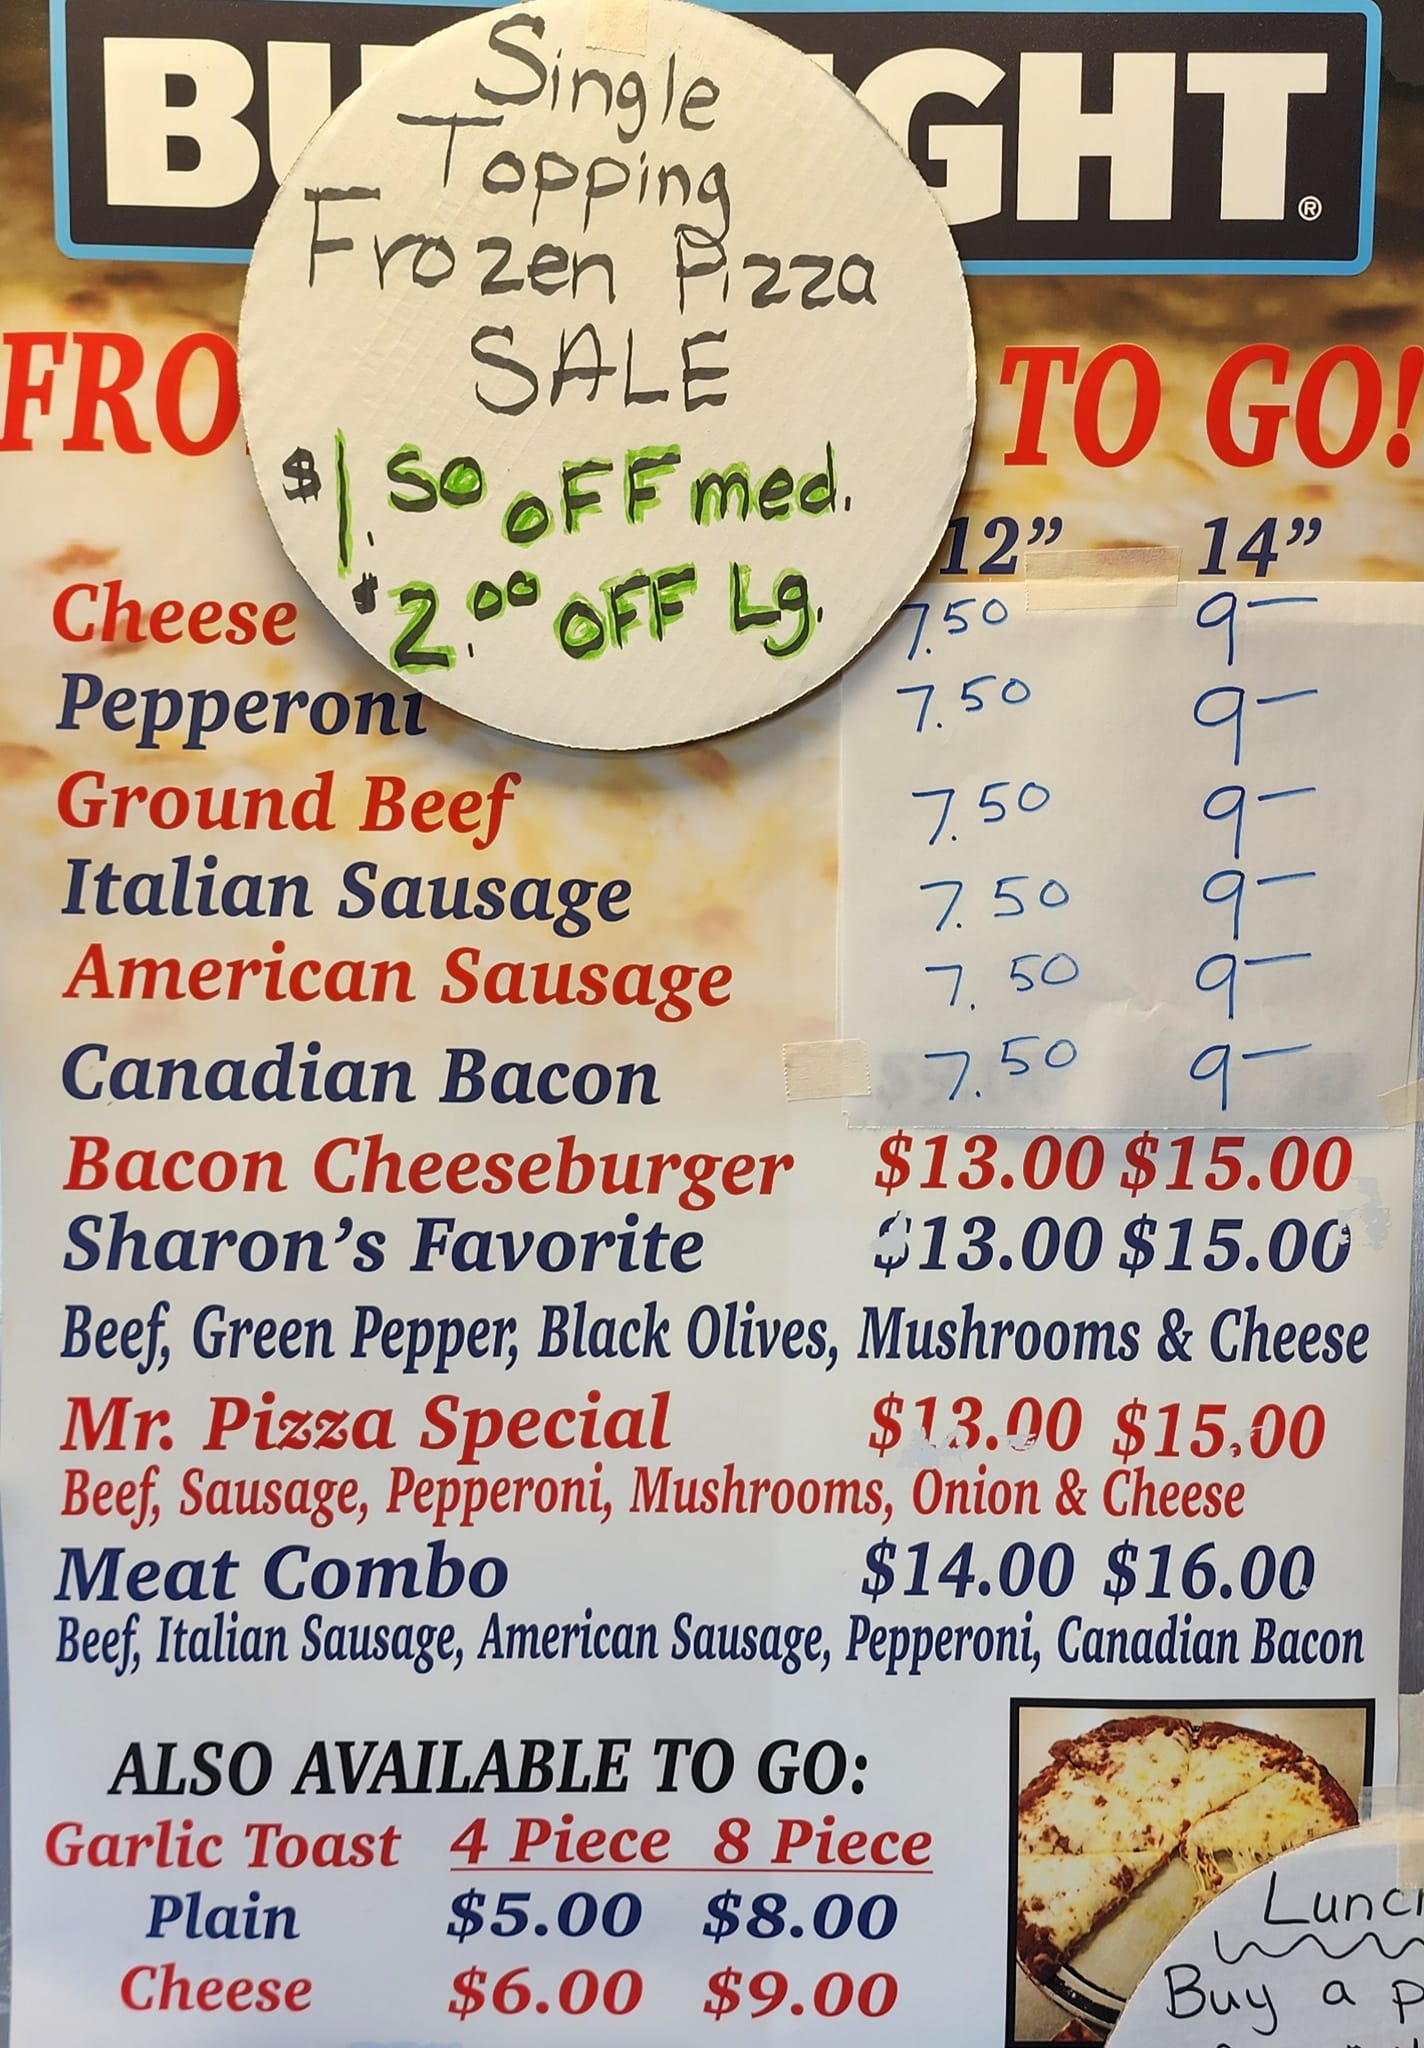 BU GHT®
Single
Topping
Frozen Pizza
SALE
$1.50 OFF med.
$2.00 OFF Lg.
FRO TO GO!
12” 14”
Cheese 7.50 9—
Pepperoni 7.50 9—
Ground Beef 7.50 9—
Italian Sausage 7.50 9—
American Sausage 7.50 9—
Canadian Bacon 7.50 9—
Bacon Cheeseburger $13.00 $15.00
Sharon’s Favorite $13.00 $15.00
Beef, Green Pepper, Black Olives, Mushrooms & Cheese
Mr. Pizza Special $13.00 $15.00
Beef, Sausage, Pepperoni, Mushrooms, Onion & Cheese
Meat Combo $14.00 $16.00
Beef, Italian Sausage, American Sausage, Pepperoni, Canadian Bacon
ALSO AVAILABLE TO GO:
Garlic Toast 4 Piece 8 Piece
Plain $5.00 $8.00
Cheese $6.00 $9.00
Lunc
Buy a p